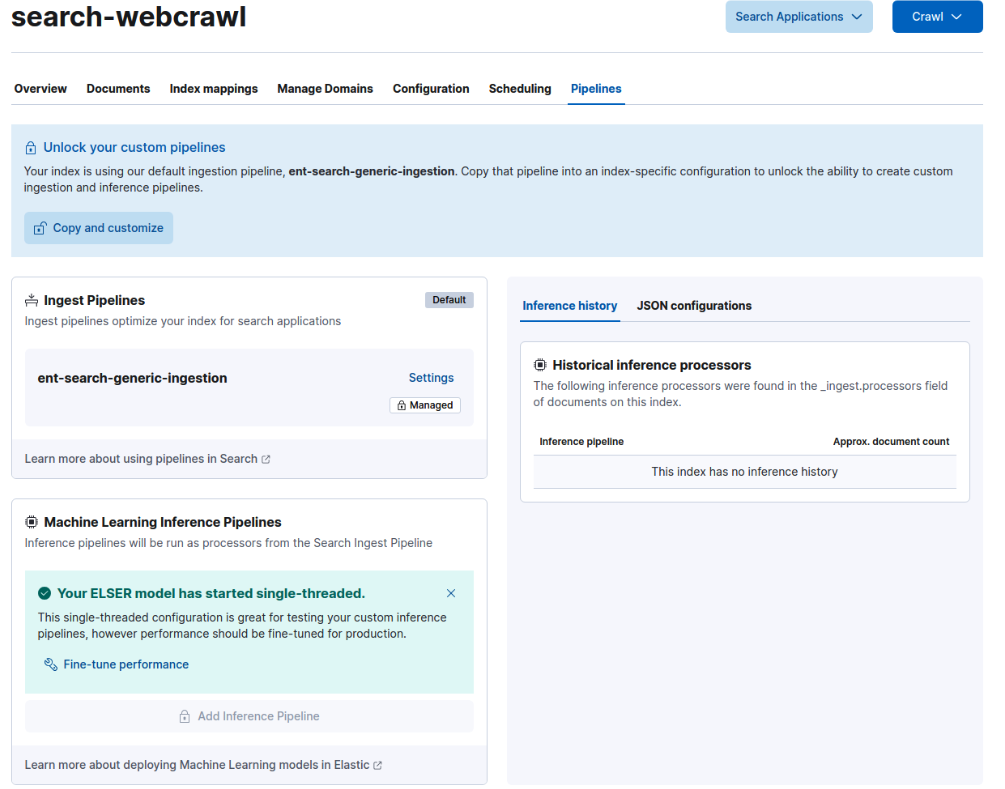 search-webcrawl
Search Applications
Crawl
Overview
Documents
Index mappings
Manage Domains
Configuration
Scheduling
Pipelines
Unlock your custom pipelines
Your index is using our default ingestion pipeline, ent-search-generic-ingestion. Copy that pipeline into an index-specific configuration to unlock the ability to create custom
ingestion and inference pipelines.
Copy and customize
Ingest Pipelines
Default
Ingest pipelines optimize your index for search applications
ent-search-generic-ingestion
Settings
Managed
Learn more about using pipelines in Search
Machine Learning Inference Pipelines
Inference pipelines will be run as processors from the Search Ingest Pipeline
Your ELSER model has started single-threaded.
This single-threaded configuration is great for testing your custom inference
pipelines, however performance should be fine-tuned for production.
Fine-tune performance
Add Inference Pipeline
Learn more about deploying Machine Learning models in Elastic
Inference history
JSON configurations
Historical inference processors
The following inference processors were found in the _ingest.processors field
of documents on this index.
Inference pipeline
Approx. document count
This index has no inference history